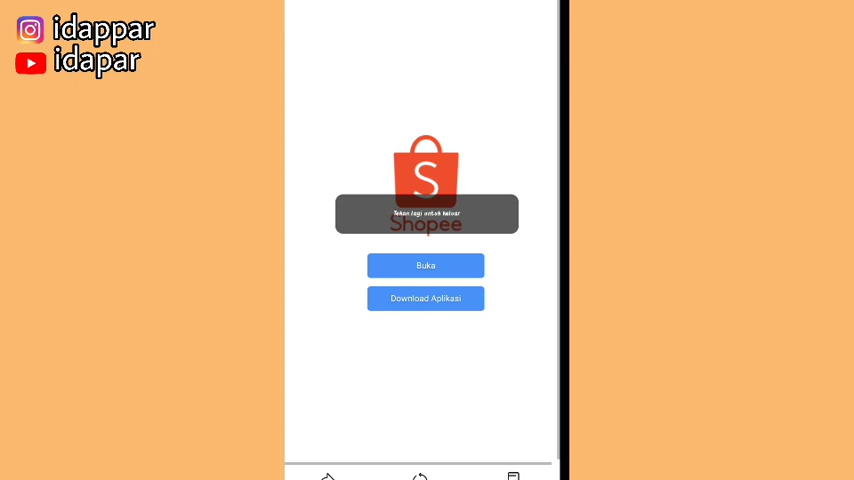 idappar
idapar
S
Tekan lagi untuk keluar
Shopee
Buka
Download Aplikasi